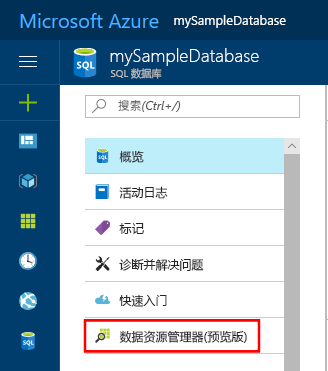 Microsoft Azure mySampleDatabase
mySampleDatabase
SQL
SQL 数据库
搜索(Ctrl+/)
SQL 概览
活动日志
标记
诊断并解决问题
快速入门
数据资源管理器(预览版)
SQL